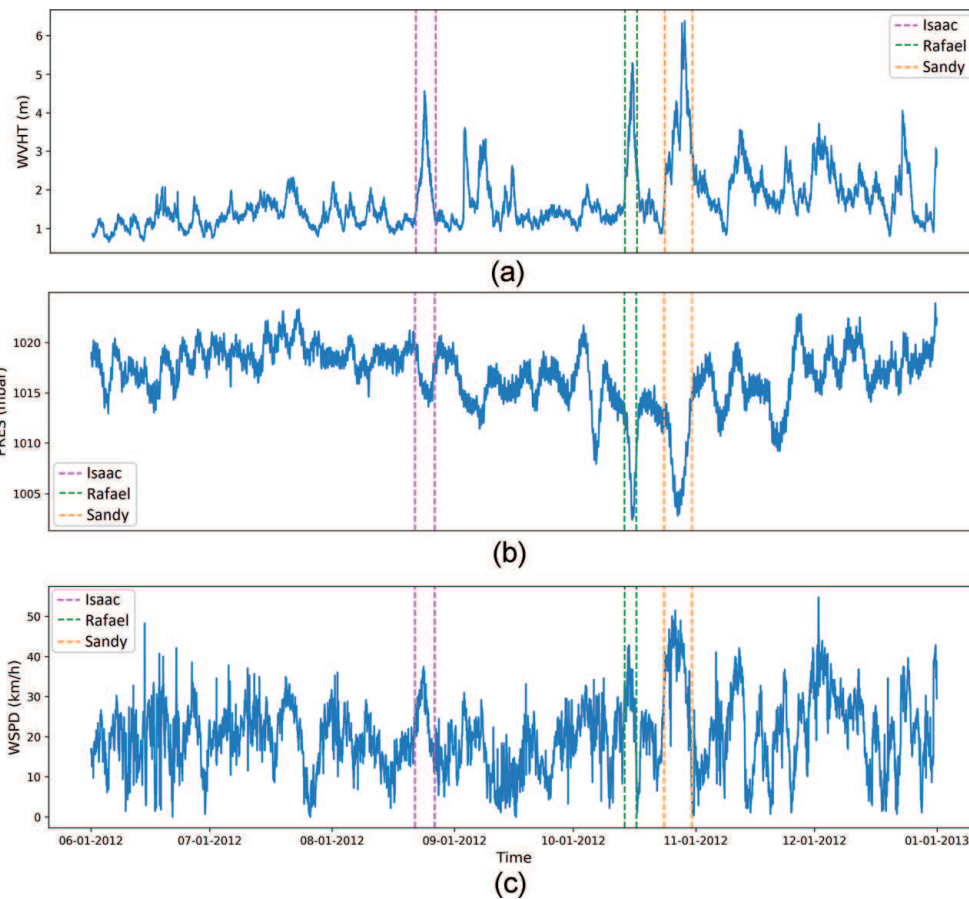 6
5
4
3
2
1
WVHT (m)
Isaac
Rafael
Sandy
(a)
1020
1015
1010
1005
PRES (mbar)
Isaac
Rafael
Sandy
(b)
50
40
30
20
10
0
WSPD (km/h)
Isaac
Rafael
Sandy
06-01-2012 07-01-2012 08-01-2012 09-01-2012 10-01-2012 11-01-2012 12-01-2012 01-01-2013
Time
(c)